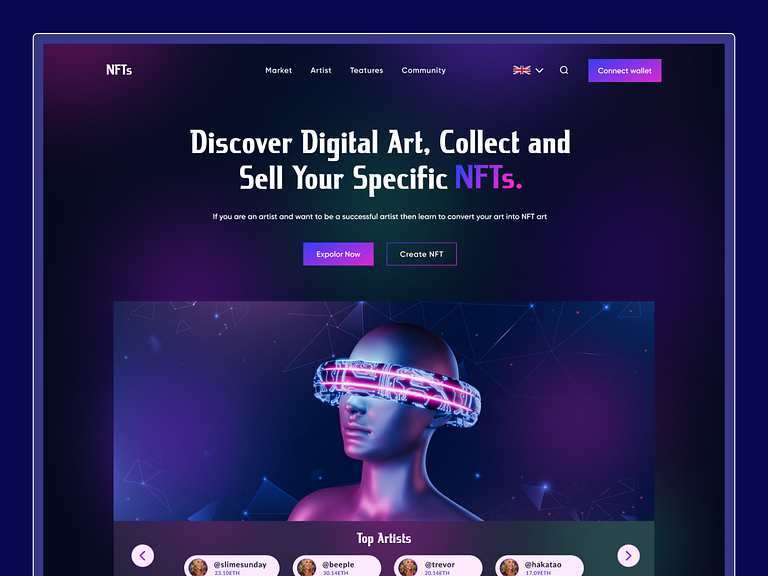 NFTs
Market Artist Teatures Community
Connect wallet
Discover Digital Art, Collect and
Sell Your Specific NFTs.
If you are an artist and want to be a successful artist then learn to convert your art into NFT art
Expolor Now
Create NFT
Top Artists
@slimesunday
23.10ETH
@beeple
30.14ETH
@trevor
20.14ETH
@hakatao
17.09ETH